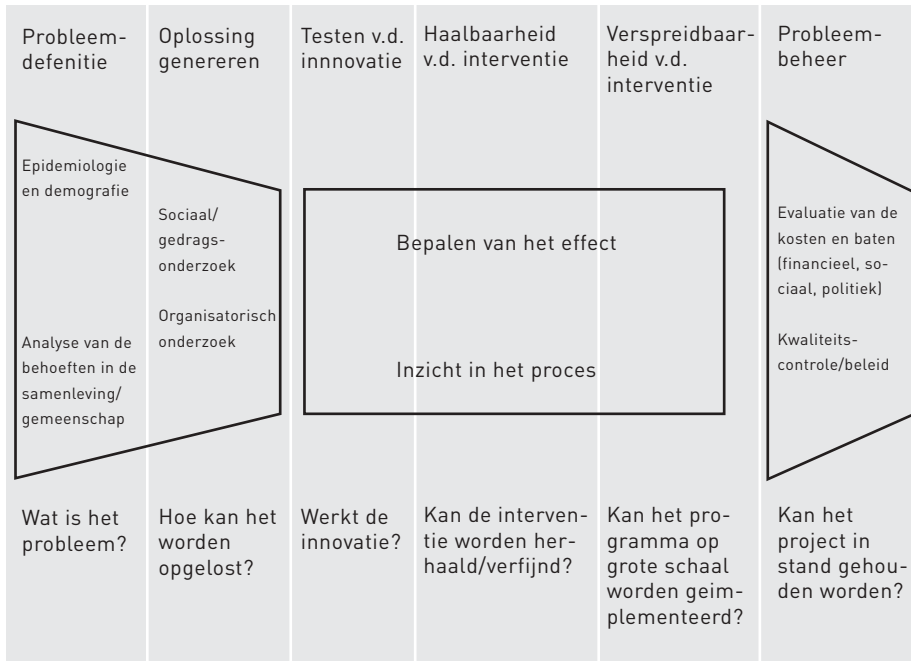 Probleem-
defenitie
Oplossing
genereren
Testen v.d.
innnovatie
Haalbaarheid
v.d. interventie
Verspreidbaar-
heid v.d.
interventie
Probleem-
beheer
Epidemiologie
en demografie
Analyse van de
behoeften in de
samenleving/
gemeenschap
Sociaal/
gedrags-
onderzoek
Organisatorisch
onderzoek
Bepalen van het effect
Inzicht in het proces
Evaluatie van de
kosten en baten
(financieel, so-
ciaal, politiek)
Kwaliteits-
controle/beleid
Wat is het
probleem?
Hoe kan het
worden
opgelost?
Werkt de
innovatie?
Kan de interven-
tie worden her-
haald/verfijnd?
Kan het pro-
gramma op
grote schaal
worden geim-
plementeerd?
Kan het
project in
stand gehou-
den worden?